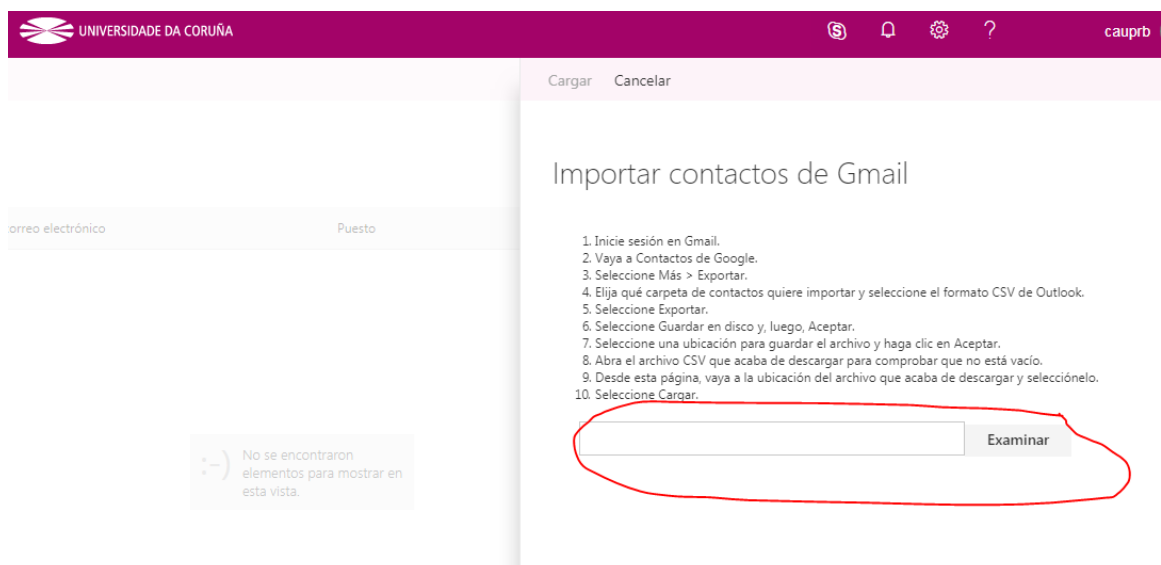 UNIVERSIDADE DA CORUÑA
?
cauprb
Cargar Cancelar
Importar contactos de Gmail
orreo electrónico Puesto
1. Inicie sesión en Gmail.
2. Vaya a Contactos de Google.
3. Seleccione Más > Exportar.
4. Elija qué carpeta de contactos quiere importar y seleccione el formato CSV de Outlook.
5. Seleccione Exportar.
6. Seleccione Guardar en disco y, luego, Aceptar.
7. Seleccione una ubicación para guardar el archivo y haga clic en Aceptar.
8. Abra el archivo CSV que acaba de descargar para comprobar que no está vacío.
9. Desde esta página, vaya a la ubicación del archivo que acaba de descargar y selecciónelo.
10. Seleccione Cargar.
Examinar
:-)
No se encontraron
elementos para mostrar en
esta vista.